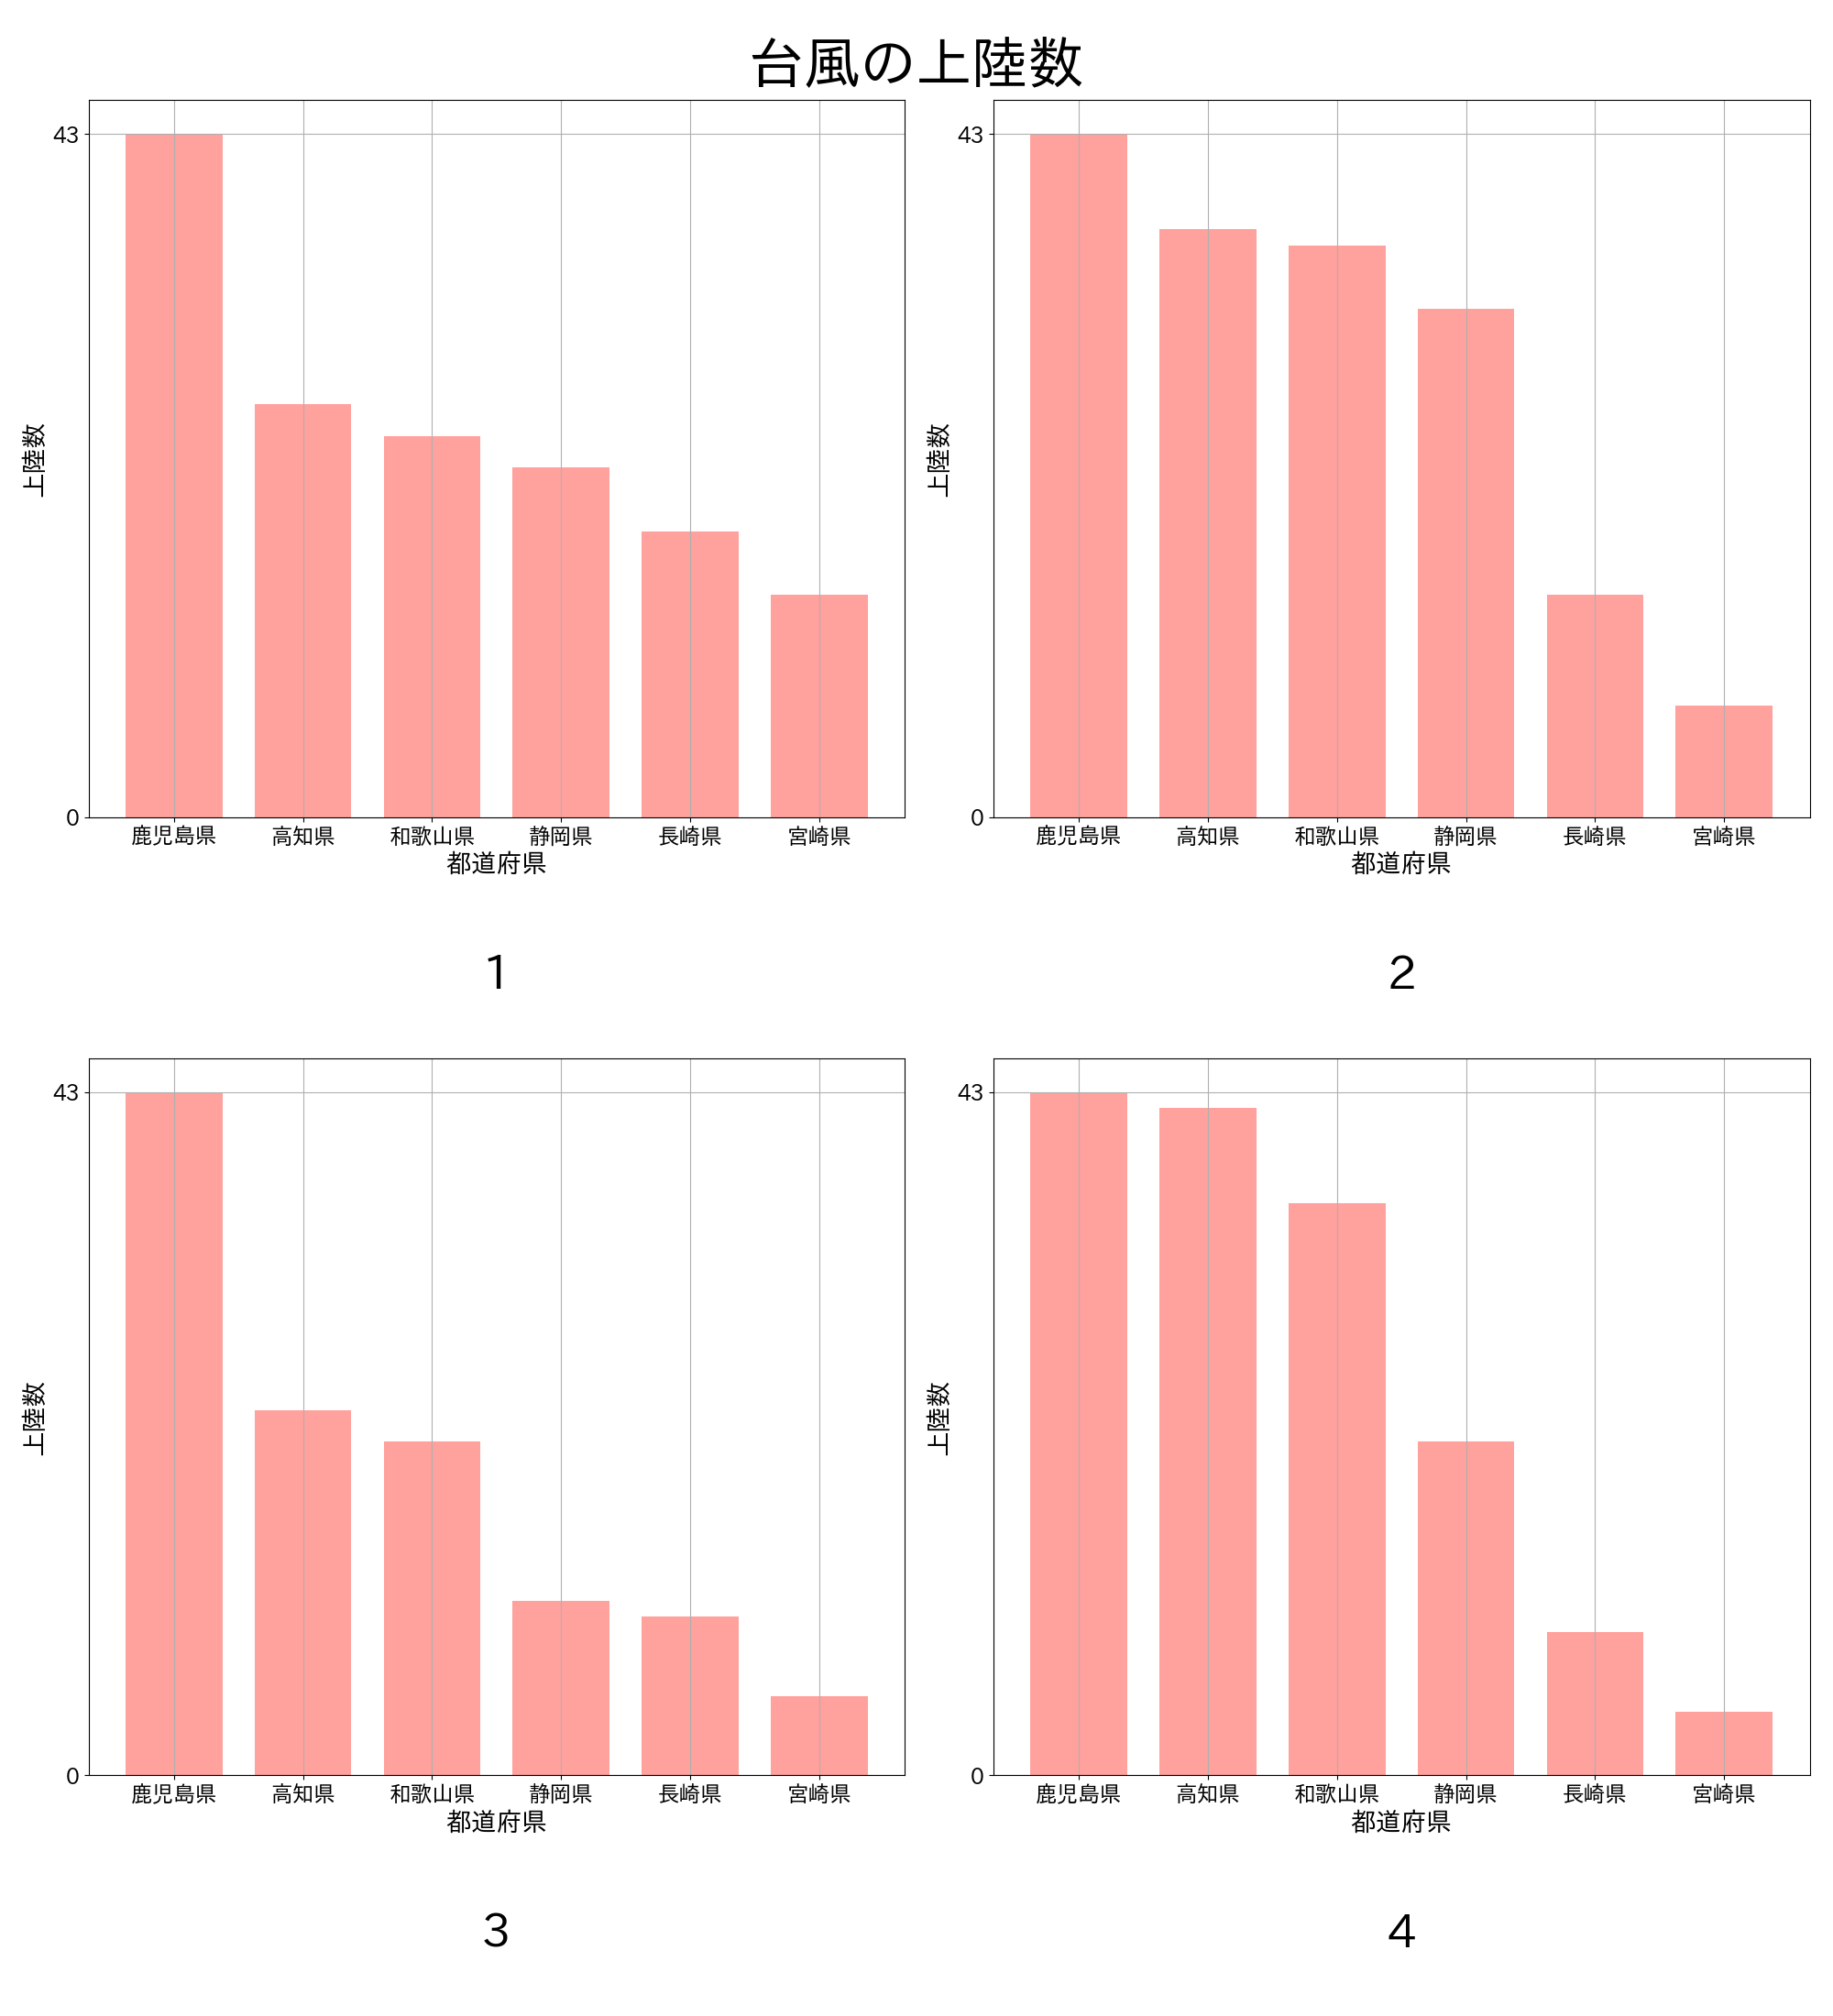 台風の上陸数
43
0
上陸数
鹿児島県 高知県 和歌山県 静岡県 長崎県 宮崎県
都道府県
1
43
0
上陸数
鹿児島県 高知県 和歌山県 静岡県 長崎県 宮崎県
都道府県
2
43
0
上陸数
鹿児島県 高知県 和歌山県 静岡県 長崎県 宮崎県
都道府県
3
43
0
上陸数
鹿児島県 高知県 和歌山県 静岡県 長崎県 宮崎県
都道府県
4